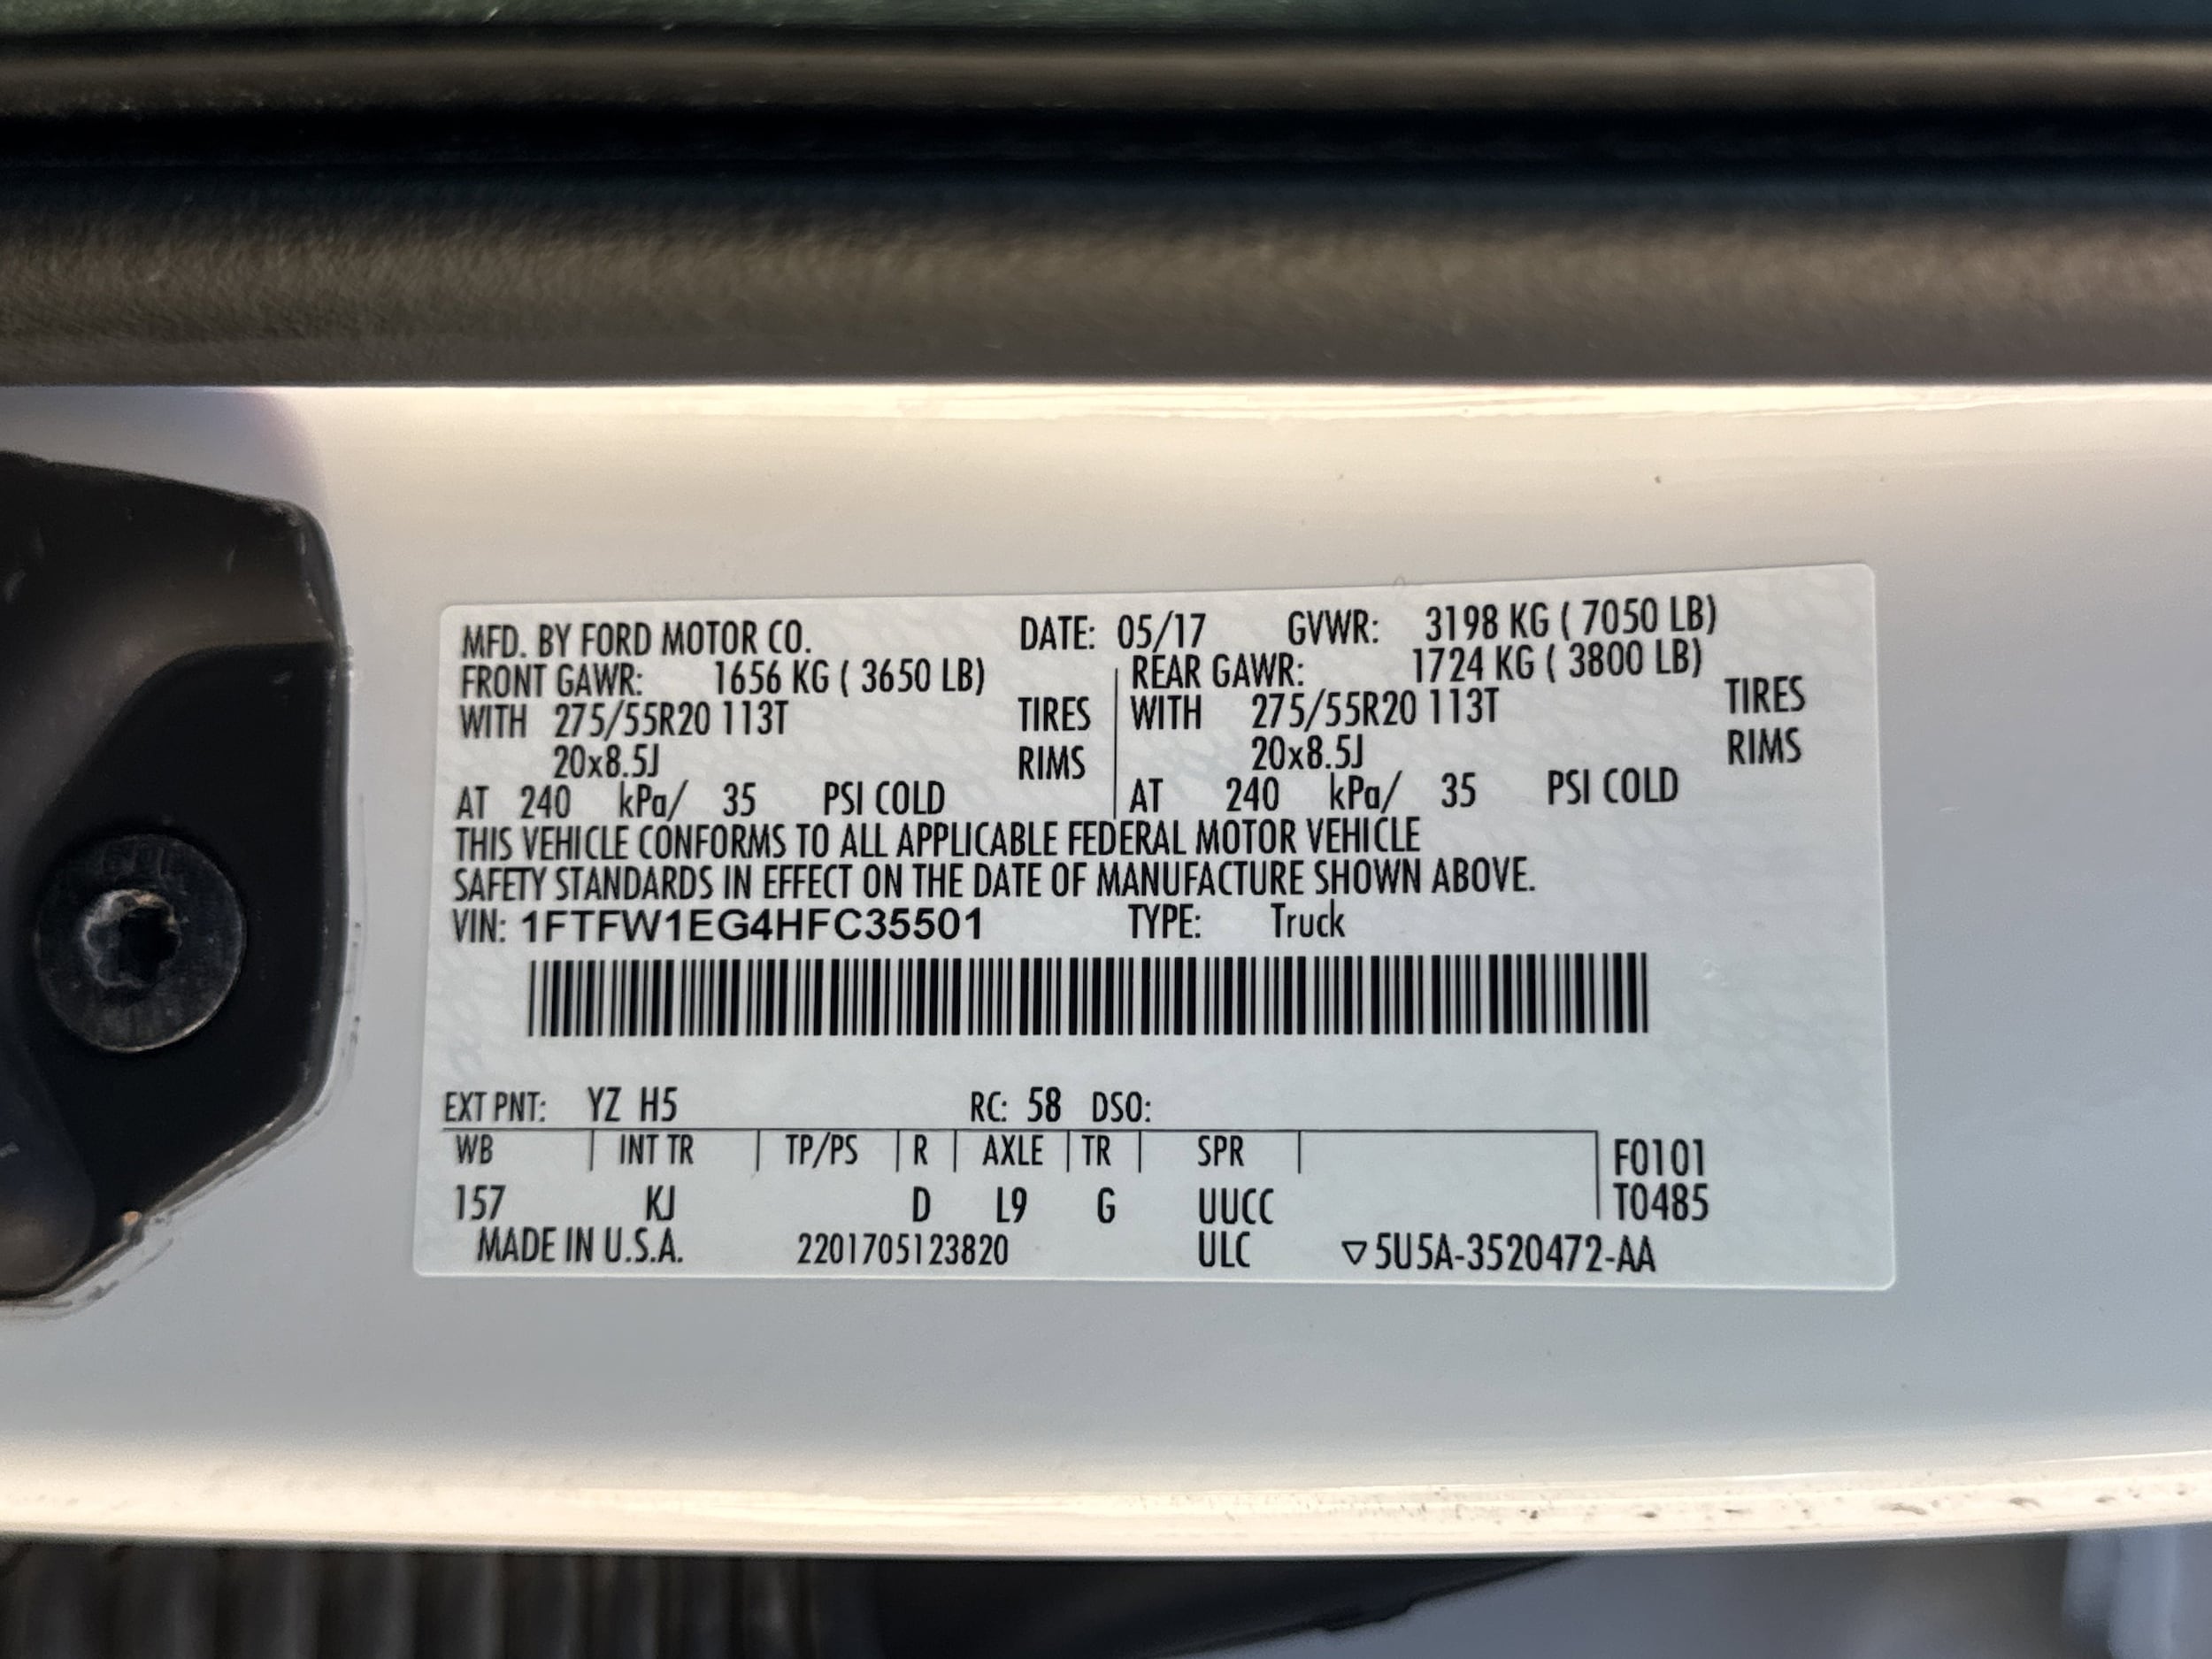 MFD. BY FORD MOTOR CO. DATE: 05/17 GVWR: 3198 KG ( 7050 LB)
FRONT GAWR: 1656 KG ( 3650 LB) REAR GAWR: 1724 KG ( 3800 LB)
WITH 275/55R20 113T TIRES WITH 275/55R20 113T TIRES
20x8.5J RIMS 20x8.5J RIMS
AT 240 kPa/ 35 PSI COLD AT 240 kPa/ 35 PSI COLD
THIS VEHICLE CONFORMS TO ALL APPLICABLE FEDERAL MOTOR VEHICLE
SAFETY STANDARDS IN EFFECT ON THE DATE OF MANUFACTURE SHOWN ABOVE.
VIN: 1FTFW1EG4HFC35501 TYPE: Truck
EXT PNT: YZ H5 RC: 58 DSO:
WB INT TR TP/PS R AXLE TR SPR F0101
157 KJ D L9 G UUCC T0485
MADE IN U.S.A. 2201705123820 ULC ▽5U5A-3520472-AA